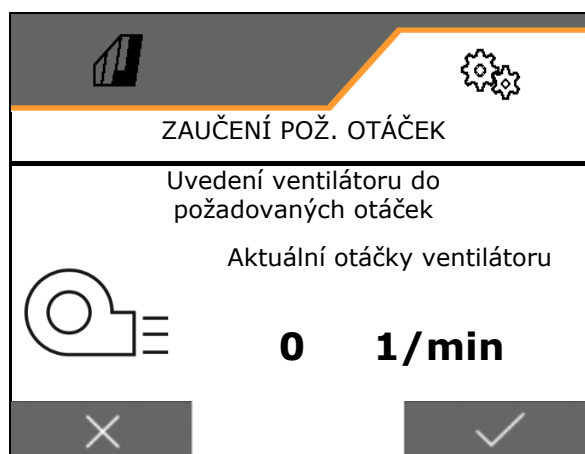 ZAUČENÍ POŽ. OTÁČEK
Uvedení ventilátoru do
požadovaných otáček
Aktuální otáčky ventilátoru
0 1/min